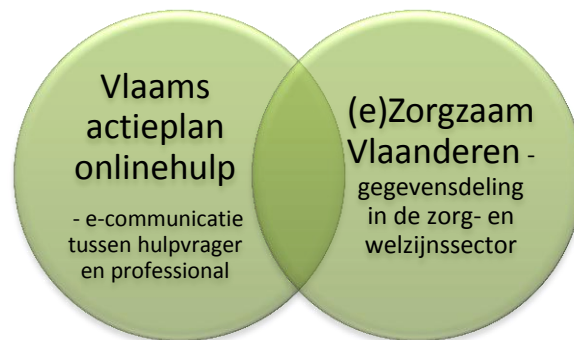 Vlaams
actieplan
onlinehulp
- e-communicatie
tussen hulpvrager
en professional
(e)Zorgzaam
Vlaanderen -
gegevensdeling
in de zorg- en
welzijnssector